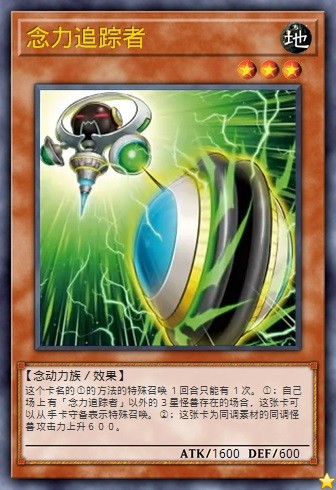 念力追踪者
地
【念动力族／效果】
这个卡名的①的方法的特殊召唤１回合只能有１次。①：自己
场上有「念力追踪者」以外的３星怪兽存在的场合，这张卡可
以从手卡守备表示特殊召唤。②：这张卡为同调素材的同调怪
兽攻击力上升６００。
ATK/1600 DEF/600